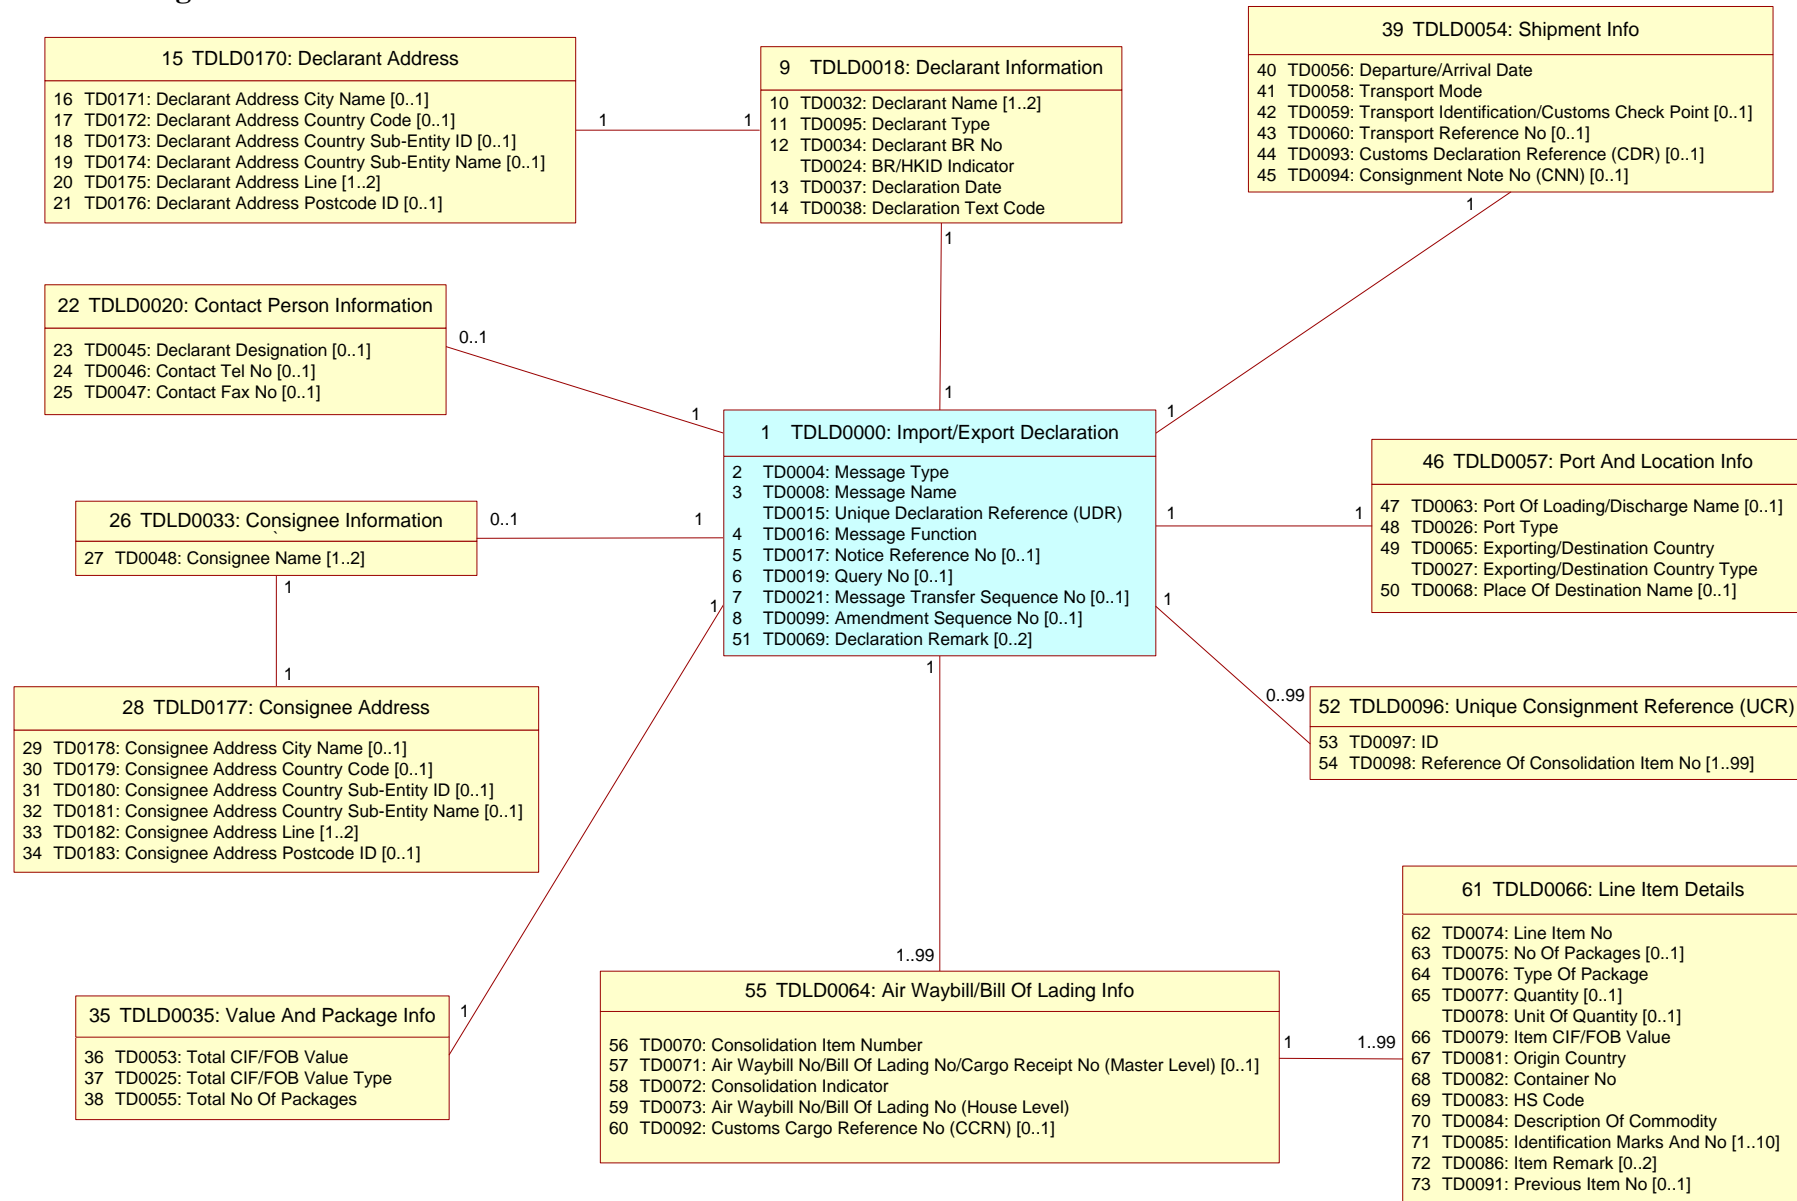 15 TDLD0170: Declarant Address
16 TD0171: Declarant Address City Name [0..1]
17 TD0172: Declarant Address Country Code [0..1]
18 TD0173: Declarant Address Country Sub-Entity ID [0..1]
19 TD0174: Declarant Address Country Sub-Entity Name [0..1]
20 TD0175: Declarant Address Line [1..2]
21 TD0176: Declarant Address Postcode ID [0..1]
1
1
9 TDLD0018: Declarant Information
10 TD0032: Declarant Name [1..2]
11 TD0095: Declarant Type
12 TD0034: Declarant BR No
TD0024: BR/HKID Indicator
13 TD0037: Declaration Date
14 TD0038: Declaration Text Code
1
1
39 TDLD0054: Shipment Info
40 TD0056: Departure/Arrival Date
41 TD0058: Transport Mode
42 TD0059: Transport Identification/Customs Check Point [0..1]
43 TD0060: Transport Reference No [0..1]
44 TD0093: Customs Declaration Reference (CDR) [0..1]
45 TD0094: Consignment Note No (CNN) [0..1]
1
1
22 TDLD0020: Contact Person Information
23 TD0045: Declarant Designation [0..1]
24 TD0046: Contact Tel No [0..1]
25 TD0047: Contact Fax No [0..1]
0..1
1
1 TDLD0000: Import/Export Declaration
2 TD0004: Message Type
3 TD0008: Message Name
TD0015: Unique Declaration Reference (UDR)
4 TD0016: Message Function
5 TD0017: Notice Reference No [0..1]
6 TD0019: Query No [0..1]
7 TD0021: Message Transfer Sequence No [0..1]
8 TD0099: Amendment Sequence No [0..1]
51 TD0069: Declaration Remark [0..2]
46 TDLD0057: Port And Location Info
47 TD0063: Port Of Loading/Discharge Name [0..1]
48 TD0026: Port Type
49 TD0065: Exporting/Destination Country
TD0027: Exporting/Destination Country Type
50 TD0068: Place Of Destination Name [0..1]
1
1
26 TDLD0033: Consignee Information
27 TD0048: Consignee Name [1..2]
0..1
1
1
1
28 TDLD0177: Consignee Address
29 TD0178: Consignee Address City Name [0..1]
30 TD0179: Consignee Address Country Code [0..1]
31 TD0180: Consignee Address Country Sub-Entity ID [0..1]
32 TD0181: Consignee Address Country Sub-Entity Name [0..1]
33 TD0182: Consignee Address Line [1..2]
34 TD0183: Consignee Address Postcode ID [0..1]
1
0..99
52 TDLD0096: Unique Consignment Reference (UCR)
53 TD0097: ID
54 TD0098: Reference Of Consolidation Item No [1..99]
1
1
35 TDLD0035: Value And Package Info
36 TD0053: Total CIF/FOB Value
37 TD0025: Total CIF/FOB Value Type
38 TD0055: Total No Of Packages
1
1..99
55 TDLD0064: Air Waybill/Bill Of Lading Info
56 TD0070: Consolidation Item Number
57 TD0071: Air Waybill No/Bill Of Lading No/Cargo Receipt No (Master Level) [0..1]
58 TD0072: Consolidation Indicator
59 TD0073: Air Waybill No/Bill Of Lading No (House Level)
60 TD0092: Customs Cargo Reference No (CCRN) [0..1]
1
1..99
61 TDLD0066: Line Item Details
62 TD0074: Line Item No
63 TD0075: No Of Packages [0..1]
64 TD0076: Type Of Package
65 TD0077: Quantity [0..1]
TD0078: Unit Of Quantity [0..1]
66 TD0079: Item CIF/FOB Value
67 TD0081: Origin Country
68 TD0082: Container No
69 TD0083: HS Code
70 TD0084: Description Of Commodity
71 TD0085: Identification Marks And No [1..10]
72 TD0086: Item Remark [0..2]
73 TD0091: Previous Item No [0..1]